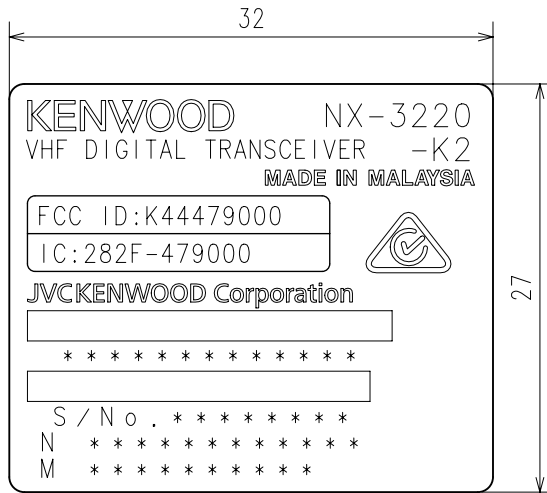 32
KENWOOD NX-3220
VHF DIGITAL TRANSCEIVER -K2
MADE IN MALAYSIA
FCC ID:K44479000
IC:282F-479000
JVCKENWOOD Corporation
* * * * * * * * * * * * *
S/No. * * * * * * * *
N * * * * * * * * * * * *
M * * * * * * * * * *
27